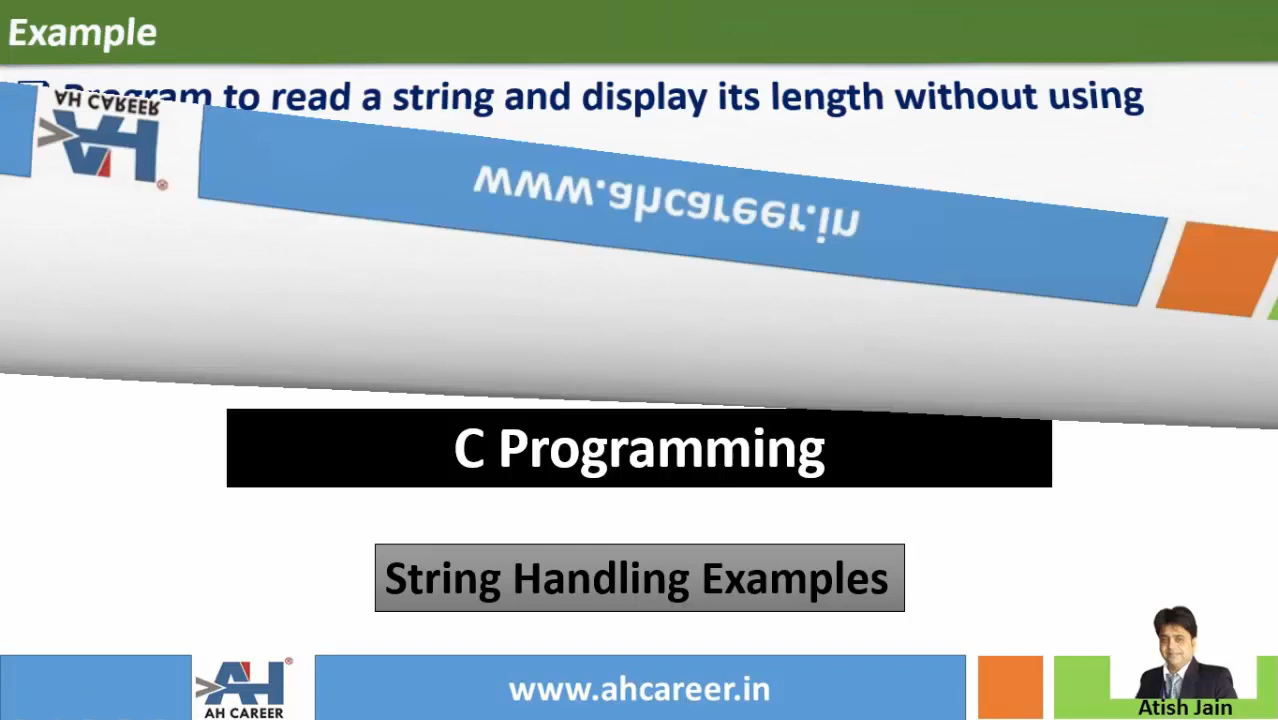 Example
Program to read a string and display its length without using
AH CAREER
www.ahcareer.in
C Programming
String Handling Examples
AH CAREER
www.ahcareer.in
Atish Jain